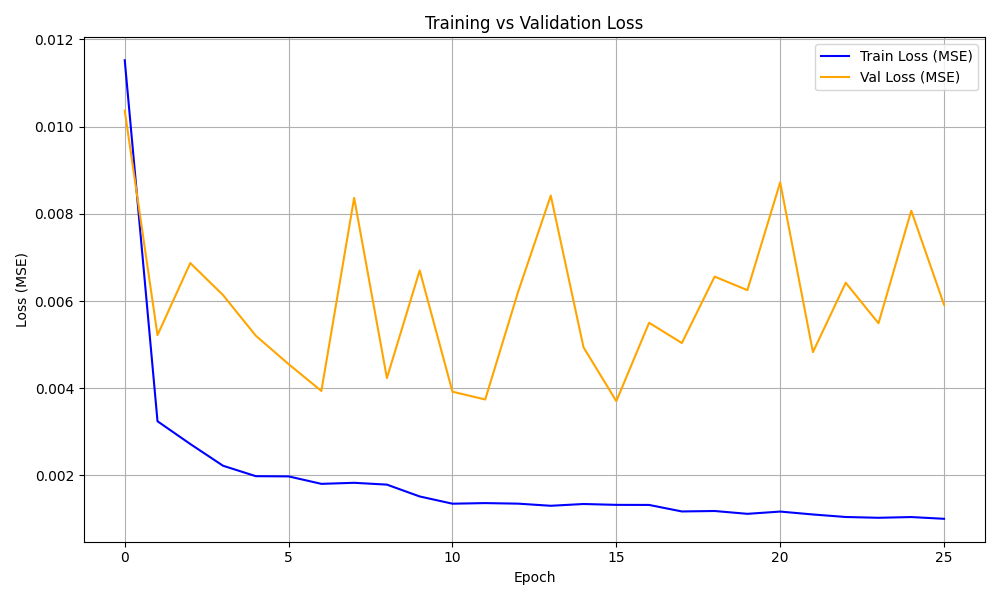 Training vs Validation Loss
Train Loss (MSE)
Val Loss (MSE)
0.012
0.010
0.008
0.006
0.004
0.002
Loss (MSE)
0 5 10 15 20 25
Epoch